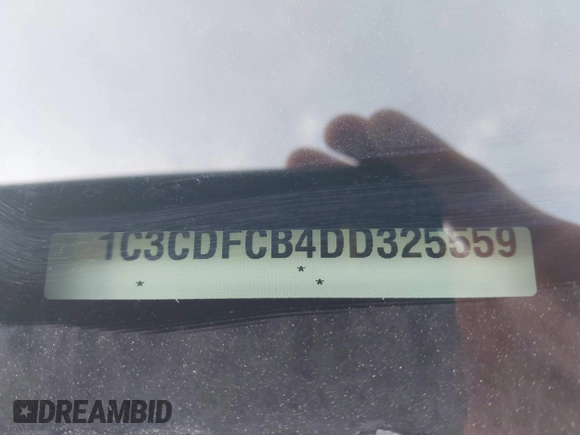 1C3CDFCB4DD325559
*
* *
DREAMBID